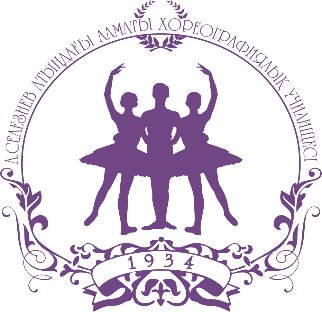 А.СЕЛЕЗНЕВ АТЫНДАҒЫ АЛМАТЫ ХОРЕОГРАФИЯЛЫҚ УЧИЛИЩЕСІ
1934